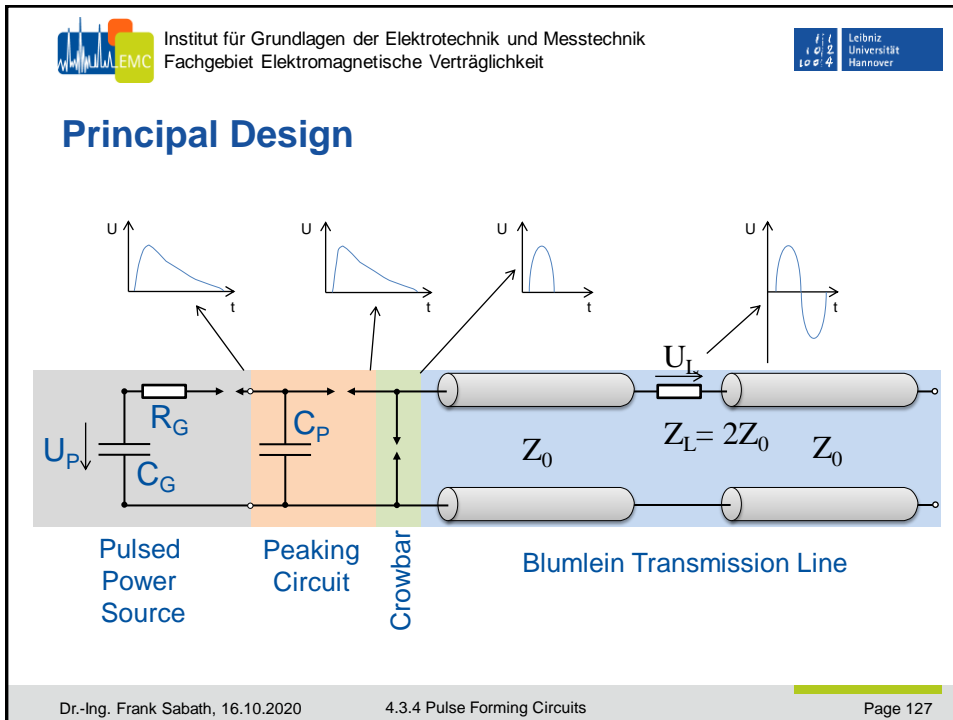 Institut für Grundlagen der Elektrotechnik und Messtechnik
Fachgebiet Elektromagnetische Verträglichkeit
EMC
Leibniz
Universität
Hannover
Principal Design
U
t
U
t
U
t
U
t
U_L
R_G
C_P
U_P
C_G
Z_0
Z_L = 2Z_0
Z_0
Pulsed
Power
Source
Peaking
Circuit
Crowbar
Blumlein Transmission Line
Dr.-Ing. Frank Sabath, 16.10.2020
4.3.4 Pulse Forming Circuits
Page 127